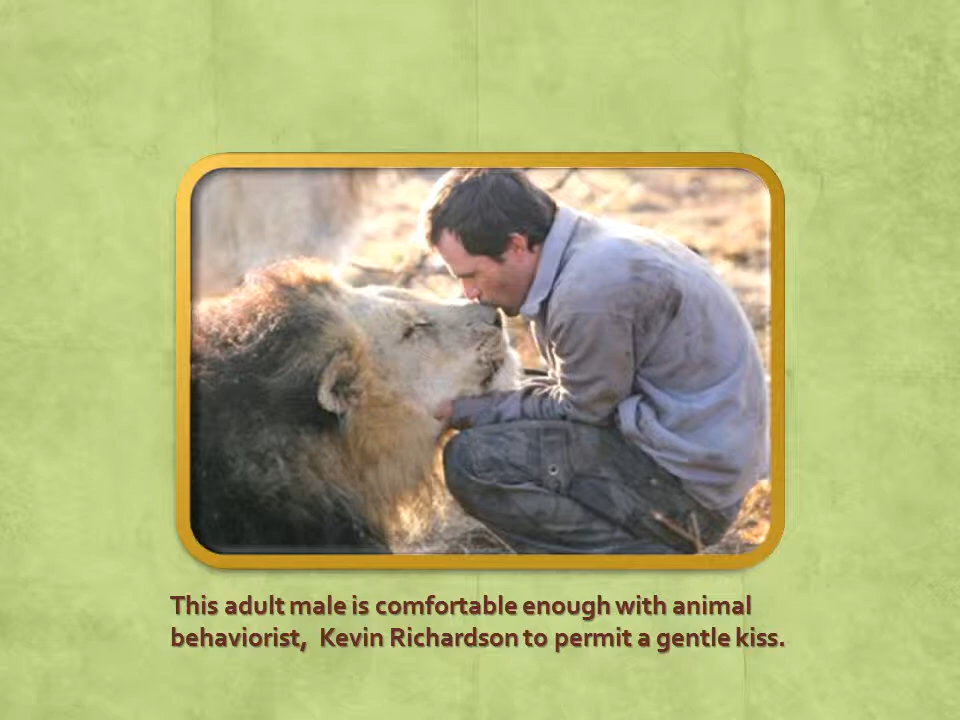 This adult male is comfortable enough with animal
behaviorist,  Kevin Richardson to permit a gentle kiss.